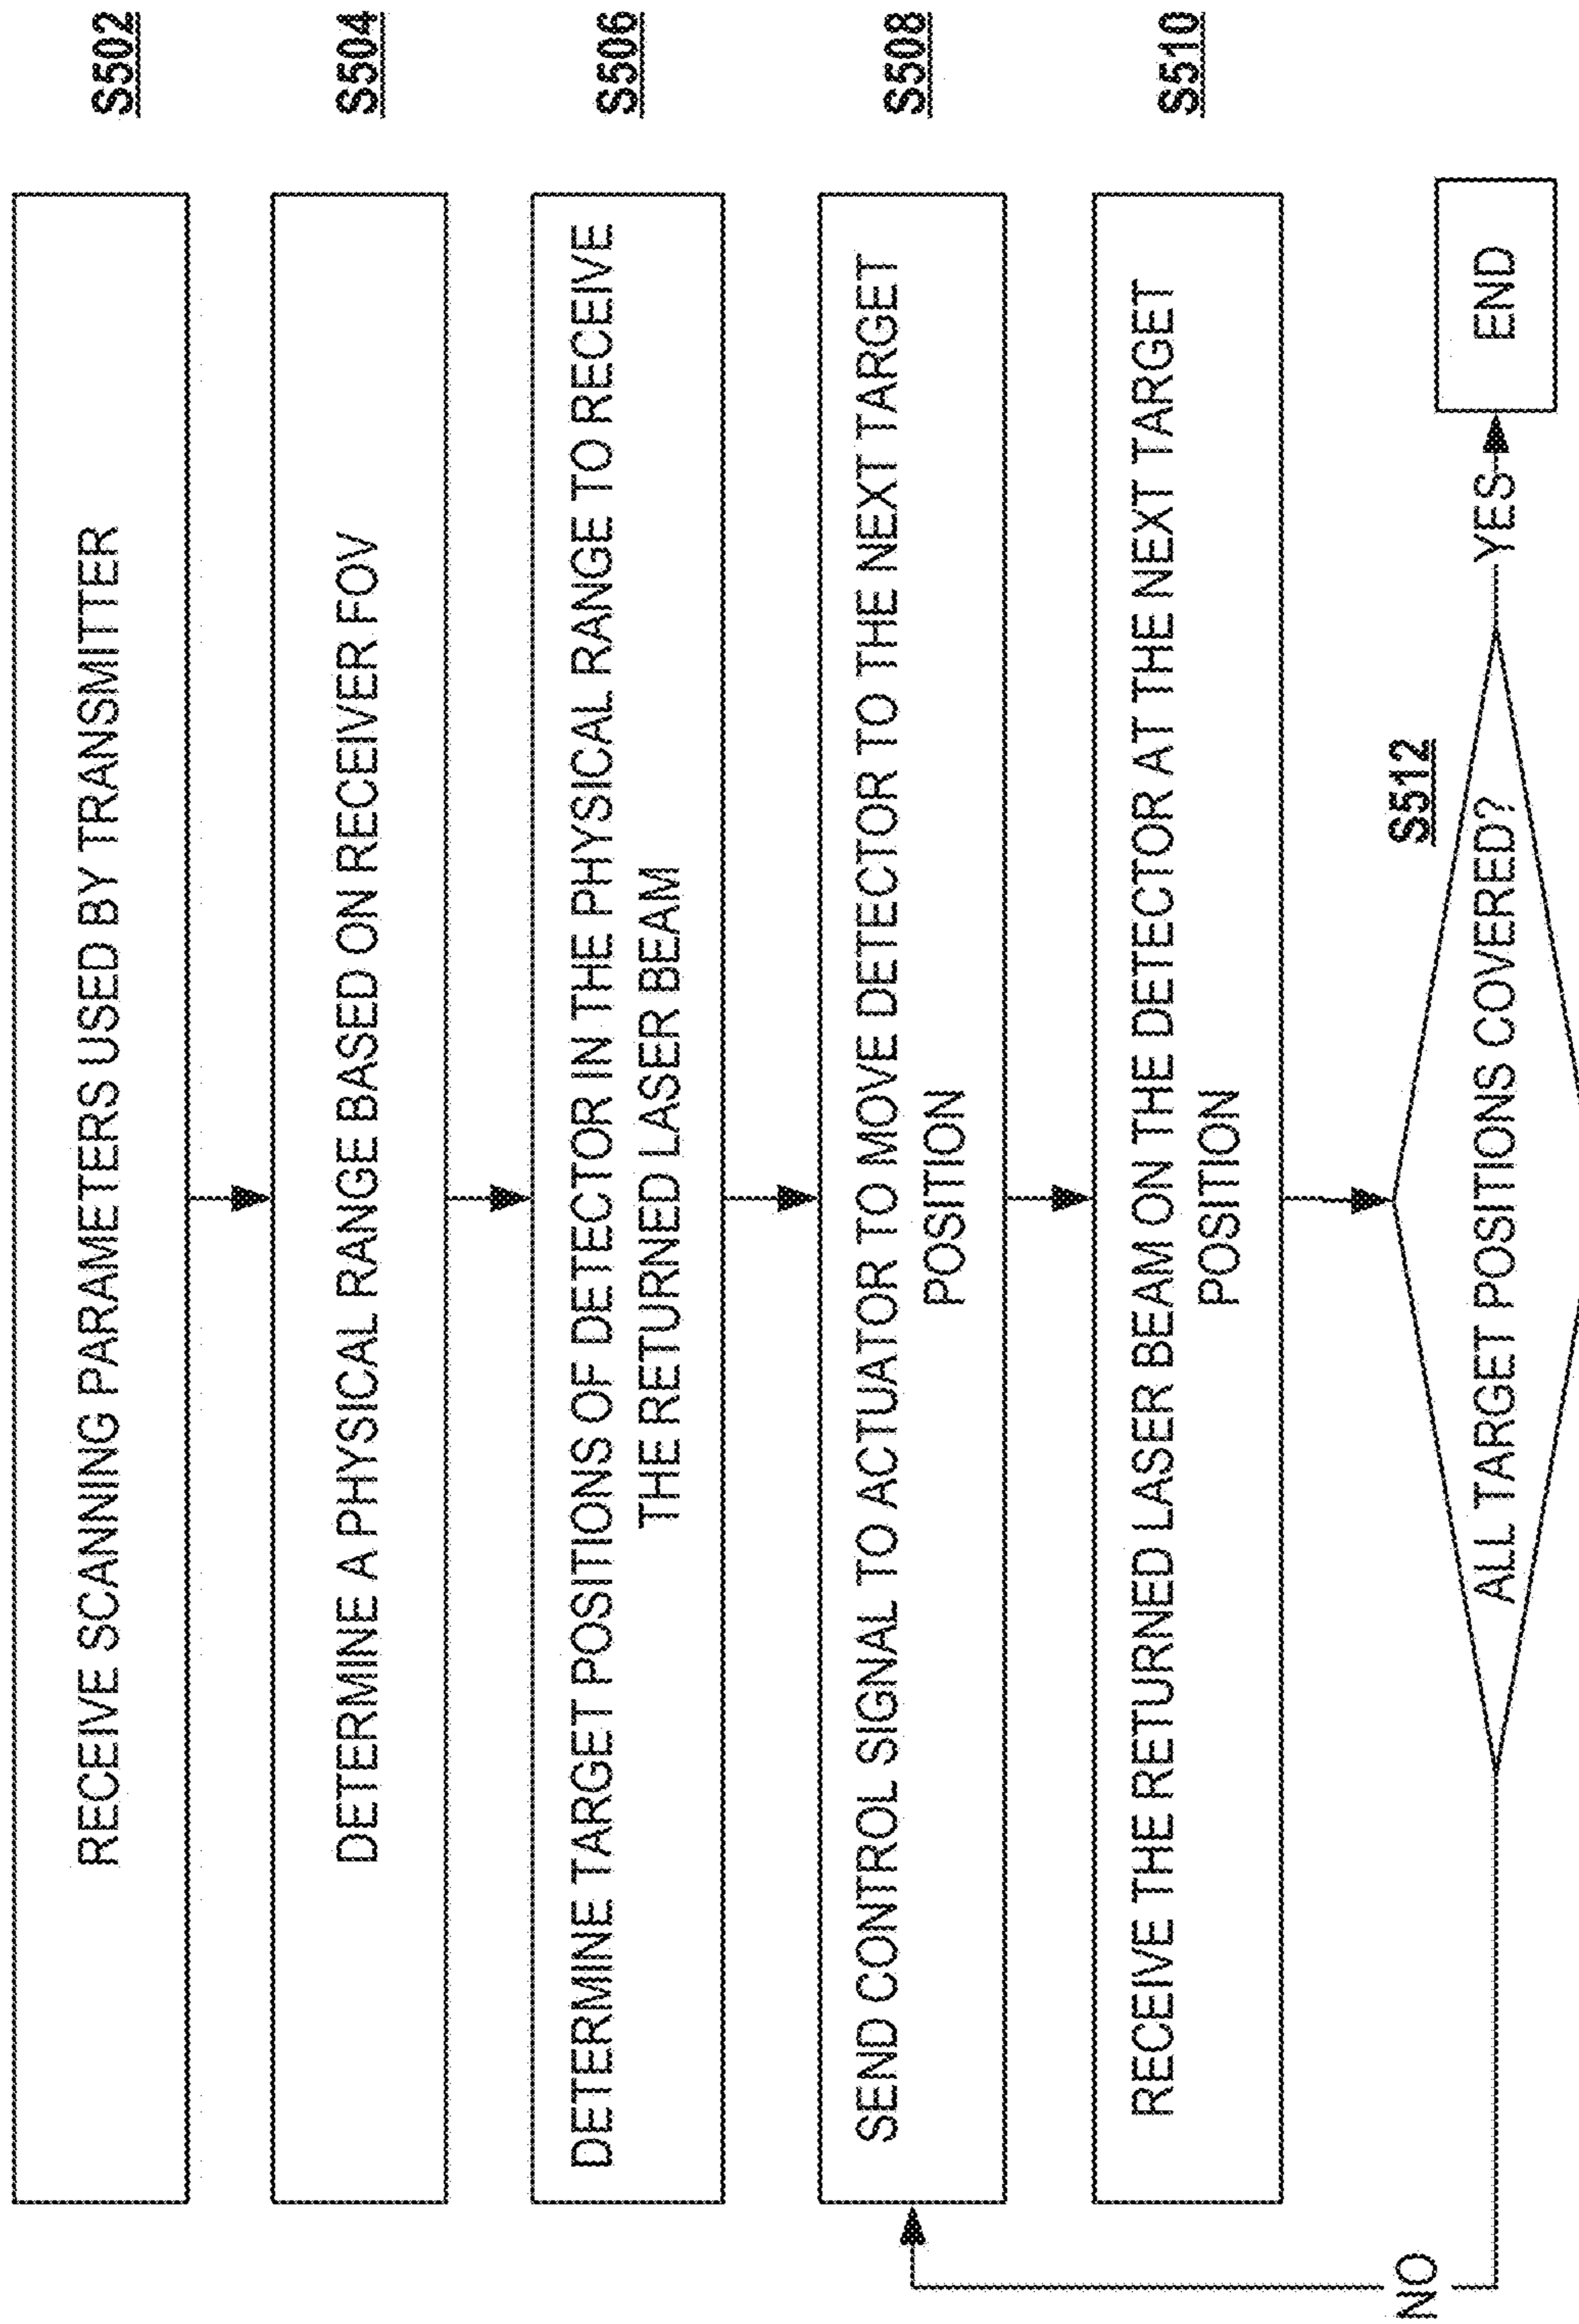 RECEIVE SCANNING PARAMETERS USED BY TRANSMITTER
S502
DETERMINE A PHYSICAL RANGE BASED ON RECEIVER FOV
S504
DETERMINE TARGET POSITIONS OF DETECTOR IN THE PHYSICAL RANGE TO RECEIVE
THE RETURNED LASER BEAM
S506
SEND CONTROL SIGNAL TO ACTUATOR TO MOVE DETECTOR TO THE NEXT TARGET
POSITION
S508
RECEIVE THE RETURNED LASER BEAM ON THE DETECTOR AT THE NEXT TARGET
POSITION
S510
S512
NO
ALL TARGET POSITIONS COVERED?
YES
END